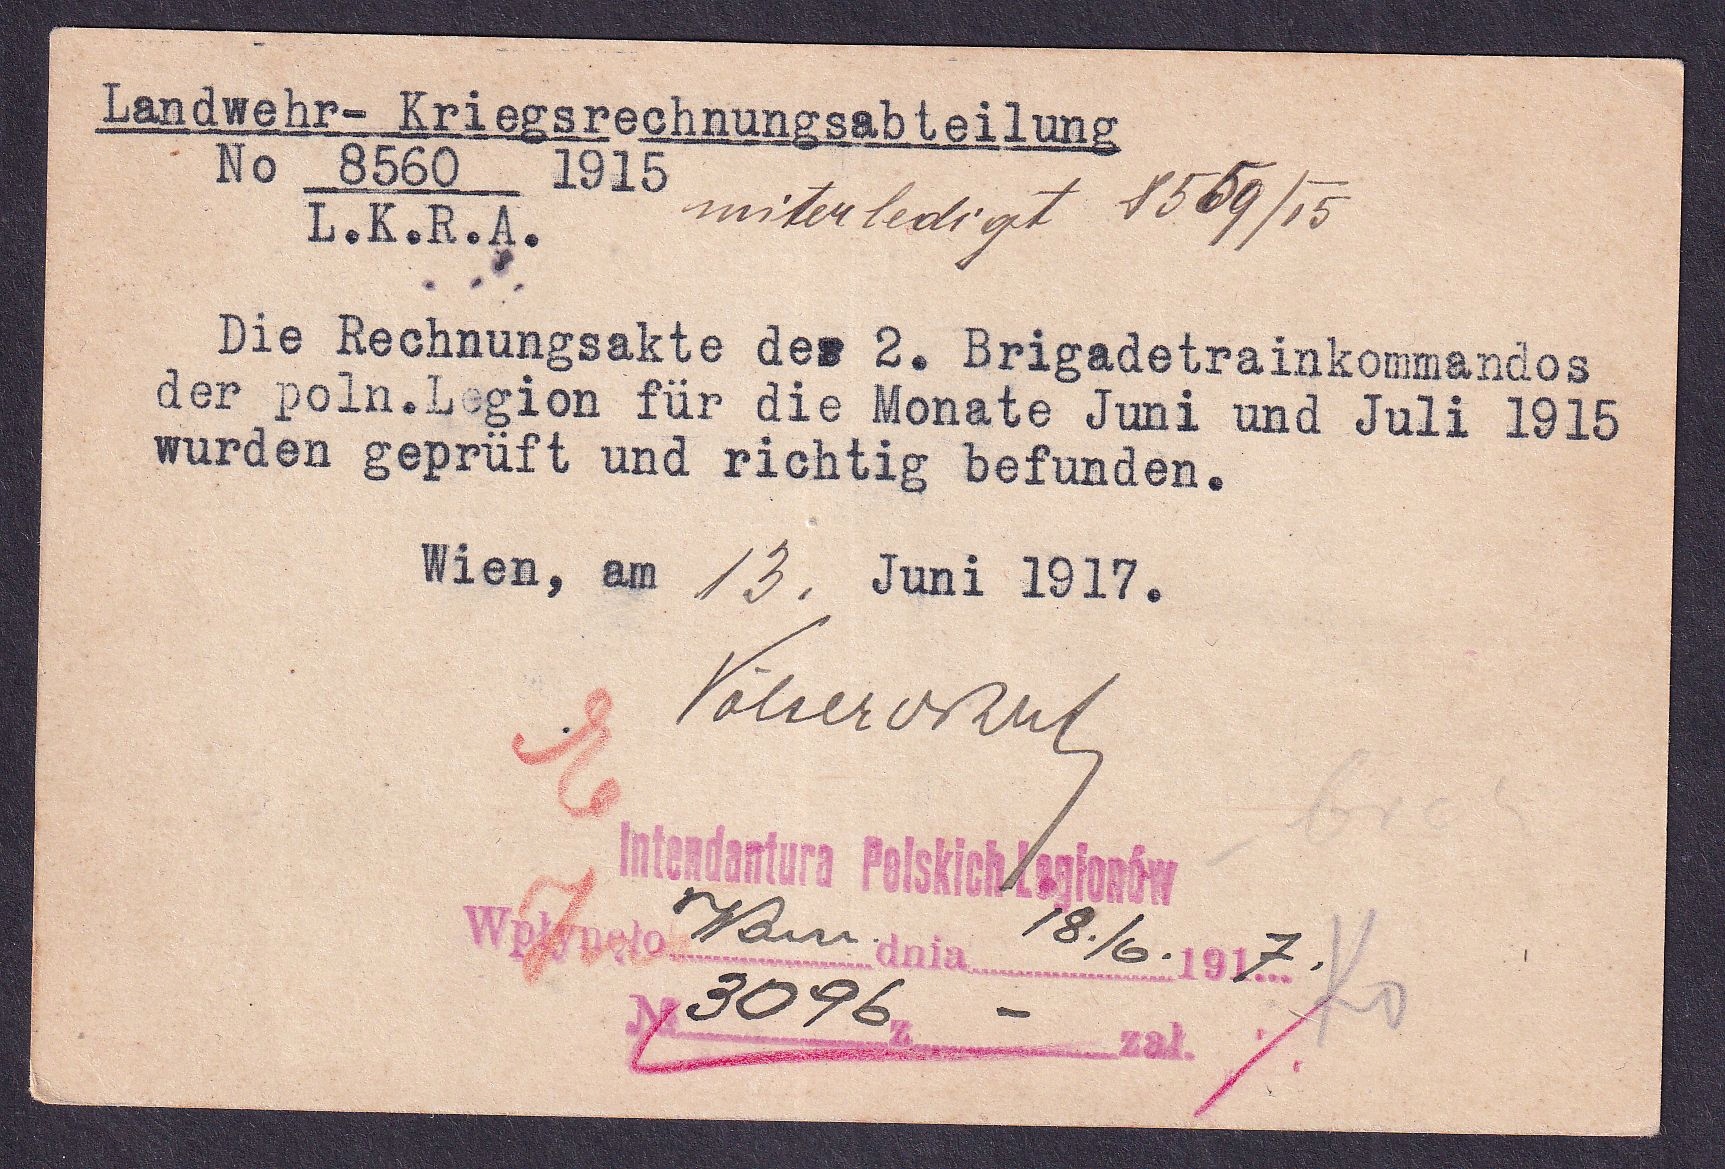 Landwehr- Kriegsrechnungsabteilung
No 8560 1915
L.K.R.A.
miterledigt 8559/15
Die Rechnungsakte des 2. Brigadetrainkommandos
der poln.Legion für die Monate Juni und Juli 1915
wurden geprüft und richtig befunden.
Wien, am 13. Juni 1917.
Intendantura Polskich Legionów
Wpłynęło dnia 18./6. 1917.
№ 3096 z - zał.
Ko